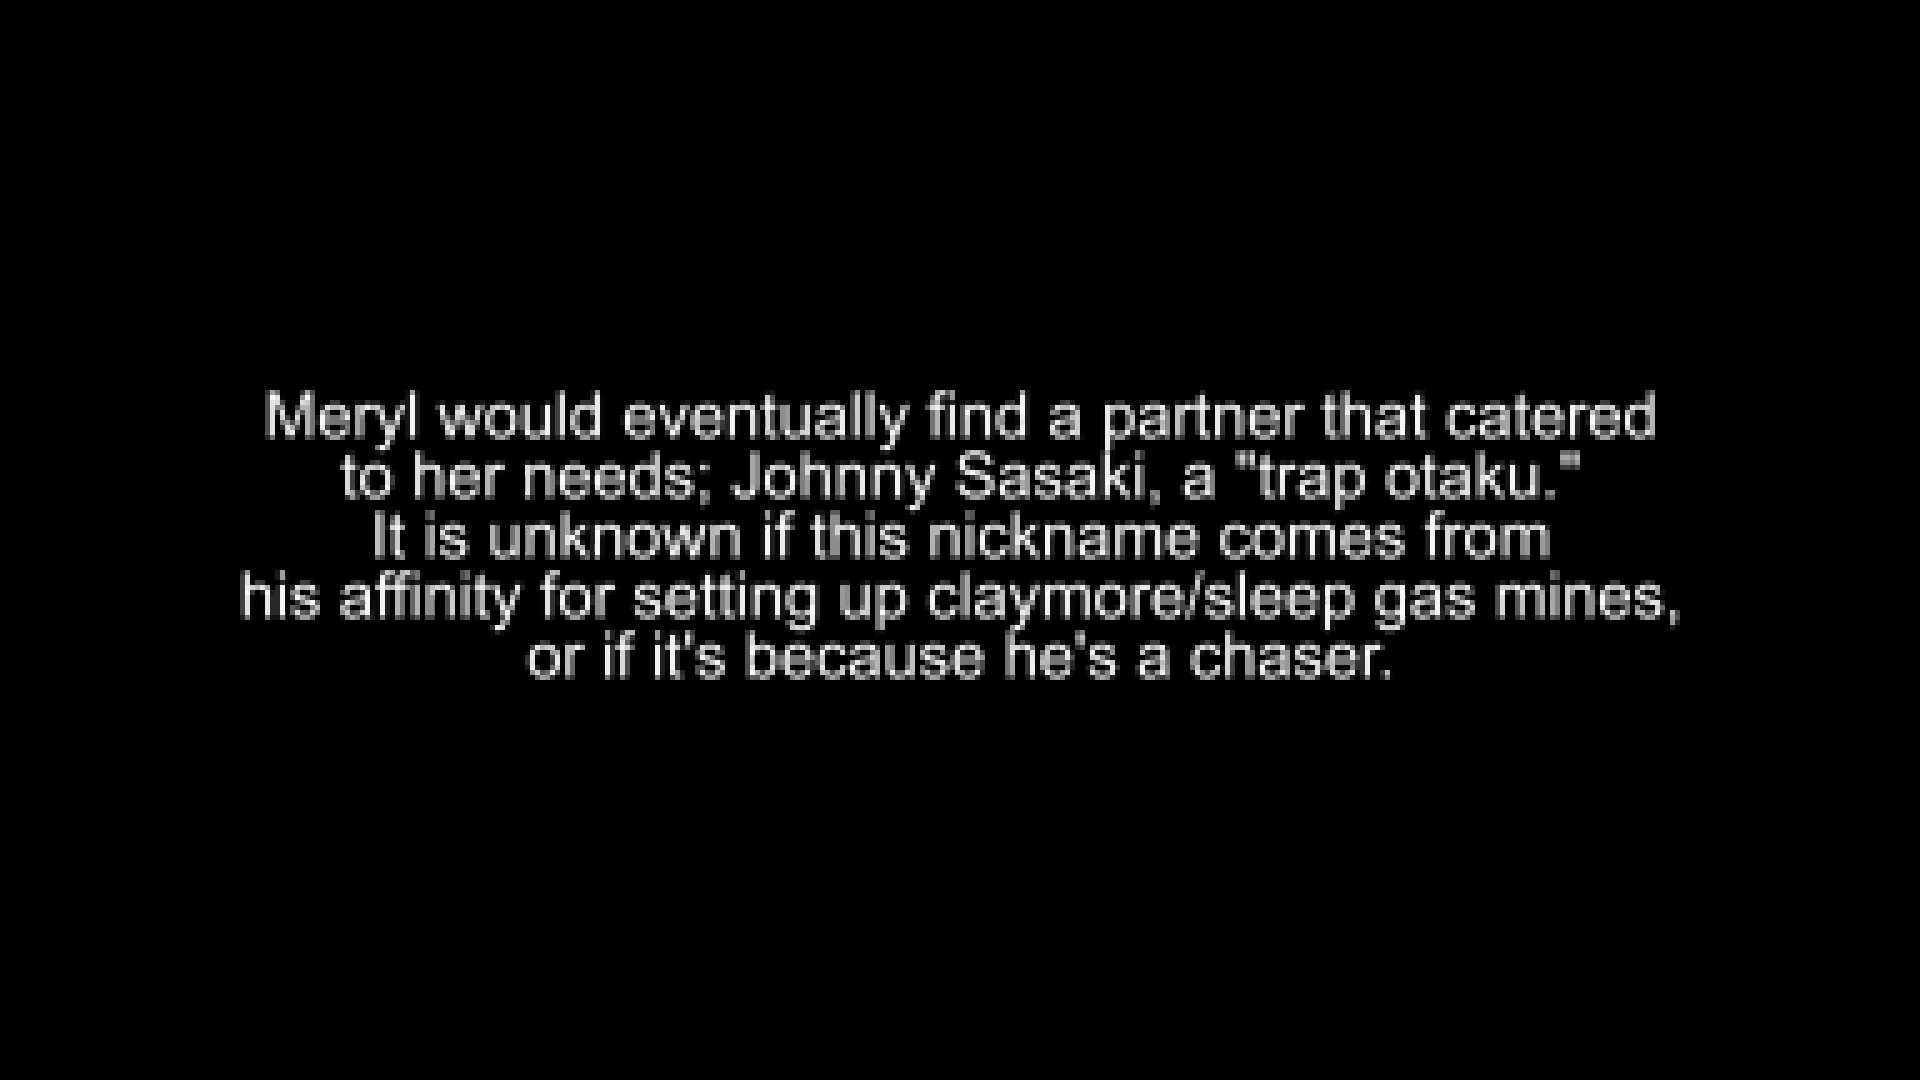 Meryl would eventually find a partner that catered
to her needs; Johnny Sasaki, a "trap otaku."
It is unknown if this nickname comes from
his affinity for setting up claymore/sleep gas mines,
or if it's because he's a chaser.